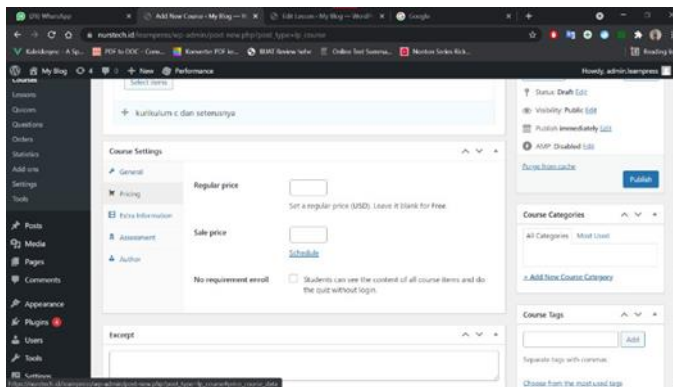 (21) WhatsApp
Add New Course ‹ My Blog —
Edit Lesson ‹ My Blog — Word
Google
nurstech.id/learnpress/wp-admin/post-new.php?post_type=lp_course
PDF to DOC - Conv...
Konverter PDF ke...
Online Text Summa...
Reading lis
My Blog
4
0
+ New
Performance
Howdy, admin.learnpress
Courses
Lessons
Quizzes
Questions
Orders
Statistics
Add-ons
Settings
Tools
Posts
Media
Pages
Comments
Appearance
Plugins
Users
Tools
Settings
Select items
+ kurikulum c dan seterusnya
Course Settings
General
Pricing
Extra Information
Assessment
Author
Regular price
Set a regular price (USD). Leave it blank for Free.
Sale price
Schedule
No requirement enroll
Students can see the content of all course items and do
the quiz without login.
Excerpt
Status: Draft Edit
Visibility: Public Edit
Publish immediately Edit
AMP: Disabled Edit
Purge from cache
Publish
Course Categories
All Categories
Most Used
+ Add New Course Category
Course Tags
Add
Separate tags with commas
Choose from the most used tags